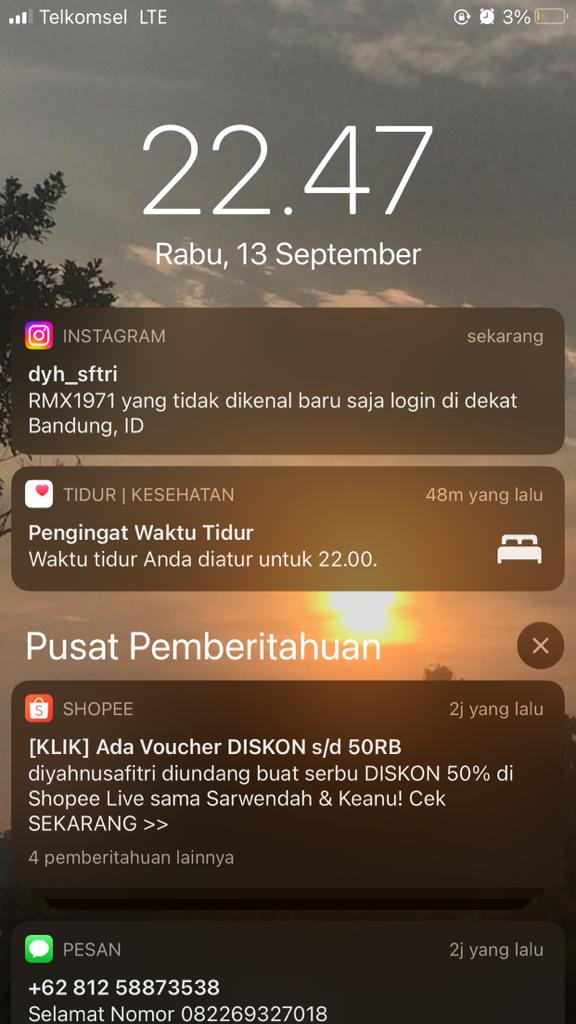 Telkomsel LTE 3%
22.47
Rabu, 13 September
INSTAGRAM sekarang
dyh_sftri
RMX1971 yang tidak dikenal baru saja login di dekat
Bandung, ID
TIDUR | KESEHATAN 48m yang lalu
Pengingat Waktu Tidur
Waktu tidur Anda diatur untuk 22.00.
Pusat Pemberitahuan
SHOPEE 2j yang lalu
[KLIK] Ada Voucher DISKON s/d 50RB
diyahnusafitri diundang buat serbu DISKON 50% di
Shopee Live sama Sarwendah & Keanu! Cek
SEKARANG >>
4 pemberitahuan lainnya
PESAN 2j yang lalu
+62 812 58873538
Selamat Nomor 082269327018